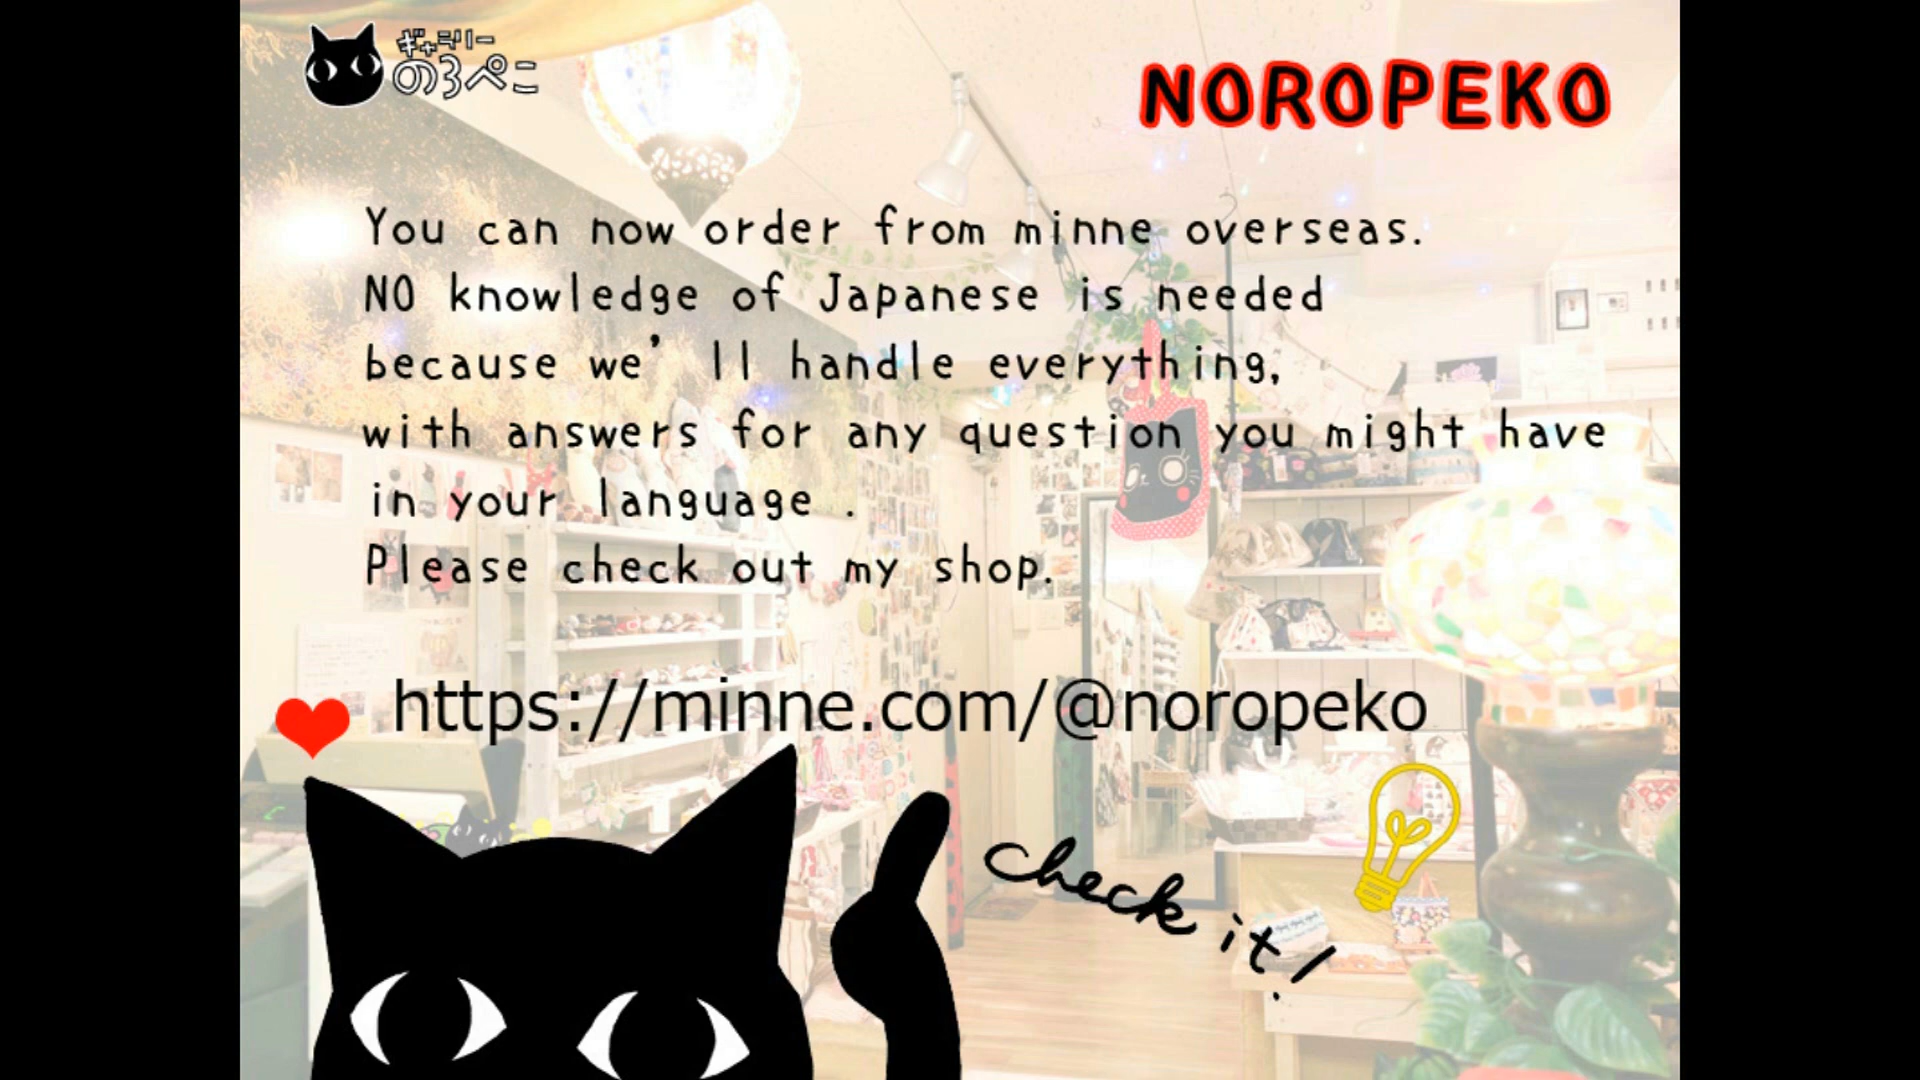 ギャラリー
のろぺこ
NOROPEKO
You can now order from minne overseas.
NO knowledge of Japanese is needed
because we’ll handle everything,
with answers for any question you might have
in your language .
Please check out my shop.
https://minne.com/@noropeko
check it!